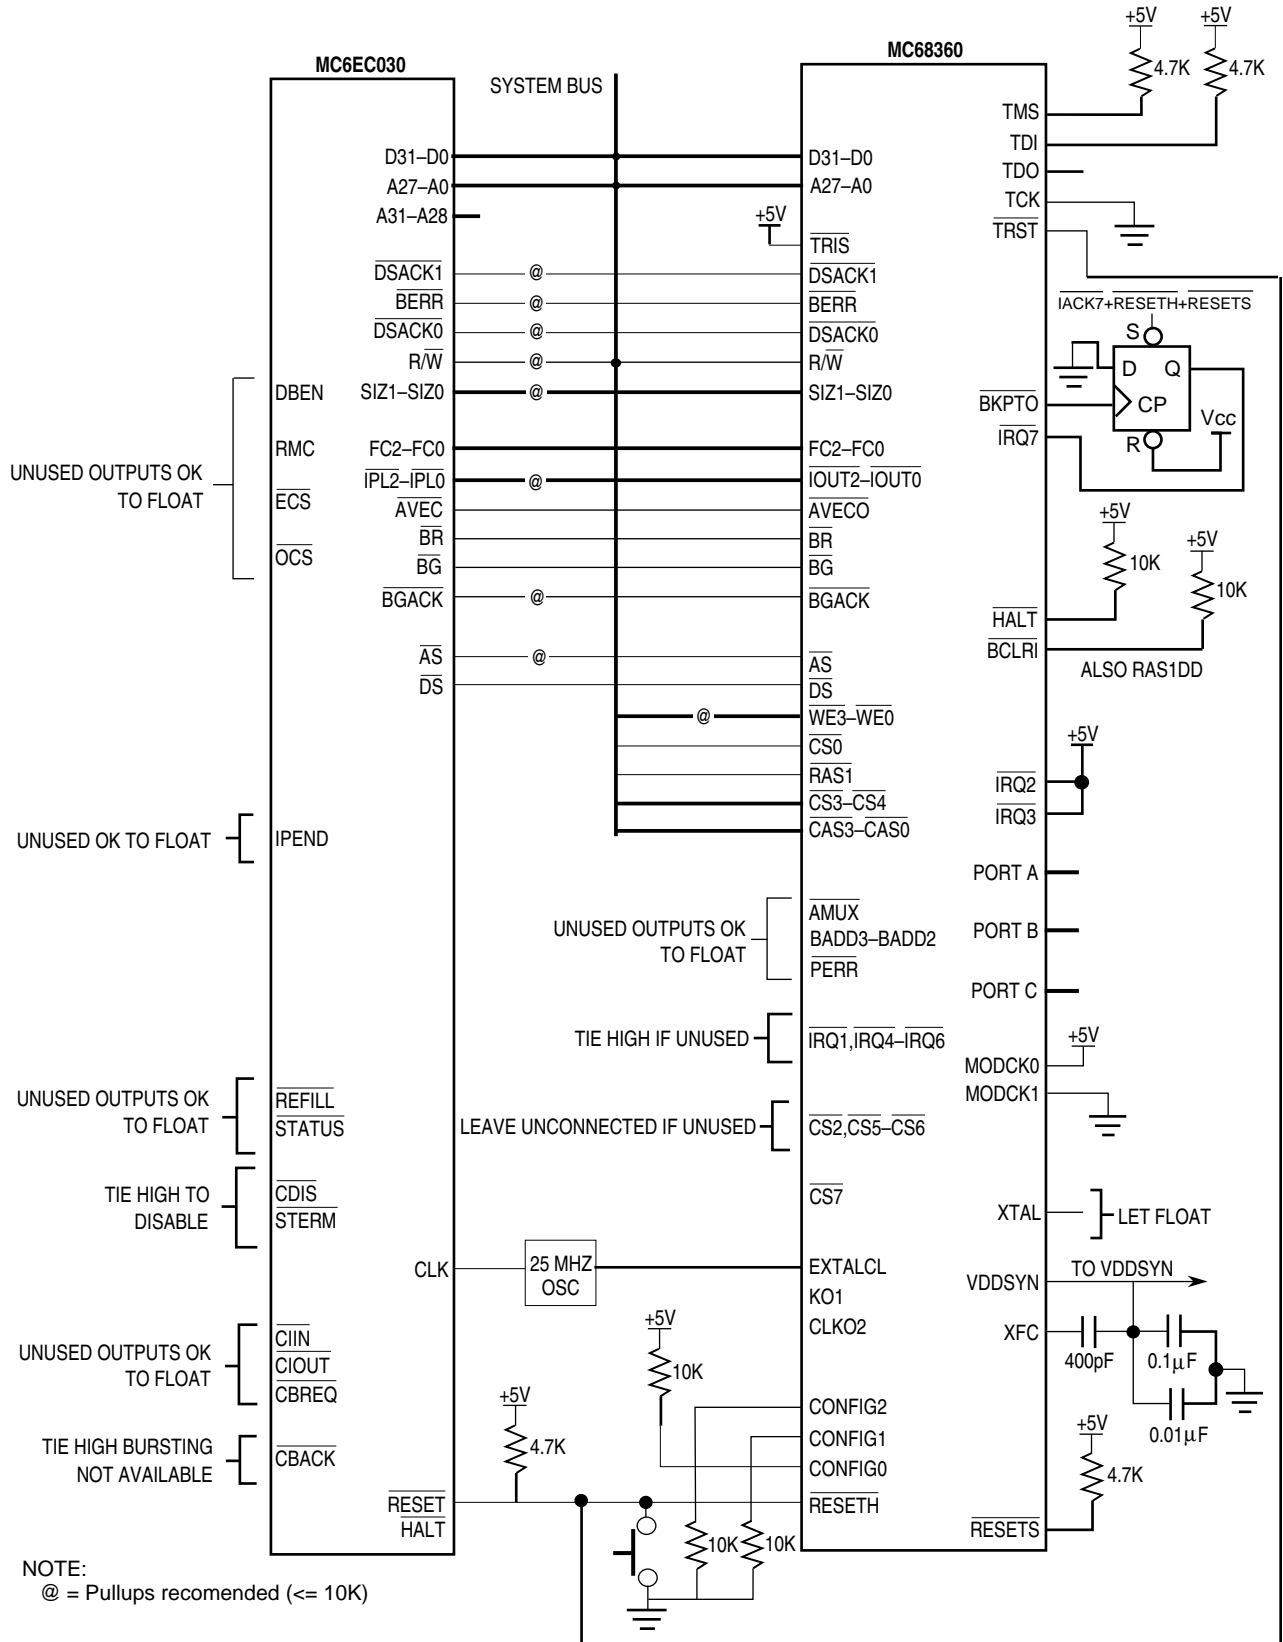 +5V
+5V
4.7K
4.7K
MC6EC030
SYSTEM BUS
MC68360
D31–D0
A27–A0
A31–A28
DSACK1
BERR
DSACK0
R/W
SIZ1–SIZ0
FC2–FC0
IPL2–IPL0
AVEC
BR
BG
BGACK
AS
DS
CLK
RESET
HALT
DBEN
RMC
ECS
OCS
UNUSED OUTPUTS OK
TO FLOAT
UNUSED OK TO FLOAT
IPEND
UNUSED OUTPUTS OK
TO FLOAT
REFILL
STATUS
TIE HIGH TO
DISABLE
CDIS
STERM
UNUSED OUTPUTS OK
TO FLOAT
CIIN
CIOUT
CBREQ
TIE HIGH BURSTING
NOT AVAILABLE
CBACK
@
@
@
@
@
@
@
@
@
+5V
D31–D0
A27–A0
TRIS
DSACK1
BERR
DSACK0
R/W
SIZ1–SIZ0
FC2–FC0
IOUT2–IOUT0
AVECO
BR
BG
BGACK
AS
DS
WE3–WE0
CS0
RAS1
CS3–CS4
CAS3–CAS0
UNUSED OUTPUTS OK
TO FLOAT
AMUX
BADD3–BADD2
PERR
TIE HIGH IF UNUSED
IRQ1,IRQ4–IRQ6
LEAVE UNCONNECTED IF UNUSED
CS2,CS5–CS6
CS7
25 MHZ
OSC
EXTALCL
KO1
CLKO2
+5V
10K
+5V
4.7K
CONFIG2
CONFIG1
CONFIG0
RESETH
10K
10K
TMS
TDI
TDO
TCK
TRST
IACK7+RESETH+RESETS
S
D
Q
CP
R
Vcc
BKPTO
IRQ7
+5V
10K
+5V
10K
HALT
BCLRI
ALSO RAS1DD
+5V
IRQ2
IRQ3
PORT A
PORT B
PORT C
+5V
MODCK0
MODCK1
XTAL
LET FLOAT
TO VDDSYN
VDDSYN
XFC
400pF
0.1µF
0.01µF
+5V
4.7K
RESETS
NOTE:
@ = Pullups recomended (<= 10K)